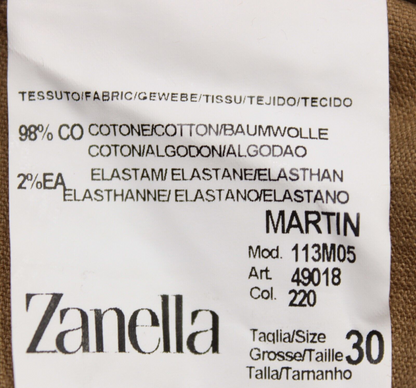 TESSUTO/FABRIC/GEWEBE/TISSU/TEJIDO/TECIDO
98% CO COTONE/COTTON/BAUMWOLLE
COTON/ALGODON/ALGODAO
2%EA ELASTAM/ ELASTANE/ELASTHAN
ELASTHANNE/ ELASTANO/ELASTANO
MARTIN
Mod. 113M05
Art. 49018
Col. 220
Zanella
Taglia/Size
Grosse/Taille 30
Talla/Tamanho